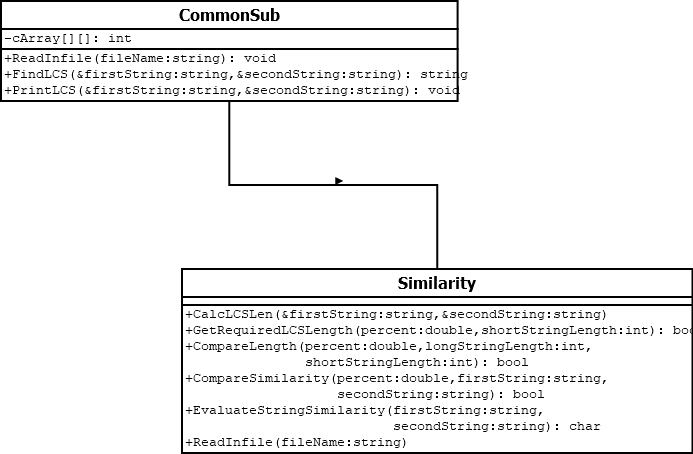 CommonSub
-cArray[][]: int
+ReadInfile(fileName:string): void
+FindLCS(&firstString:string,&secondString:string): string
+PrintLCS(&firstString:string,&secondString:string): void
Similarity
+CalcLCSLen(&firstString:string,&secondString:string)
+GetRequiredLCSLength(percent:double,shortStringLength:int): boo
+CompareLength(percent:double,longStringLength:int,
shortStringLength:int): bool
+CompareSimilarity(percent:double,firstString:string,
secondString:string): bool
+EvaluateStringSimilarity(firstString:string,
secondString:string): char
+ReadInfile(fileName:string)